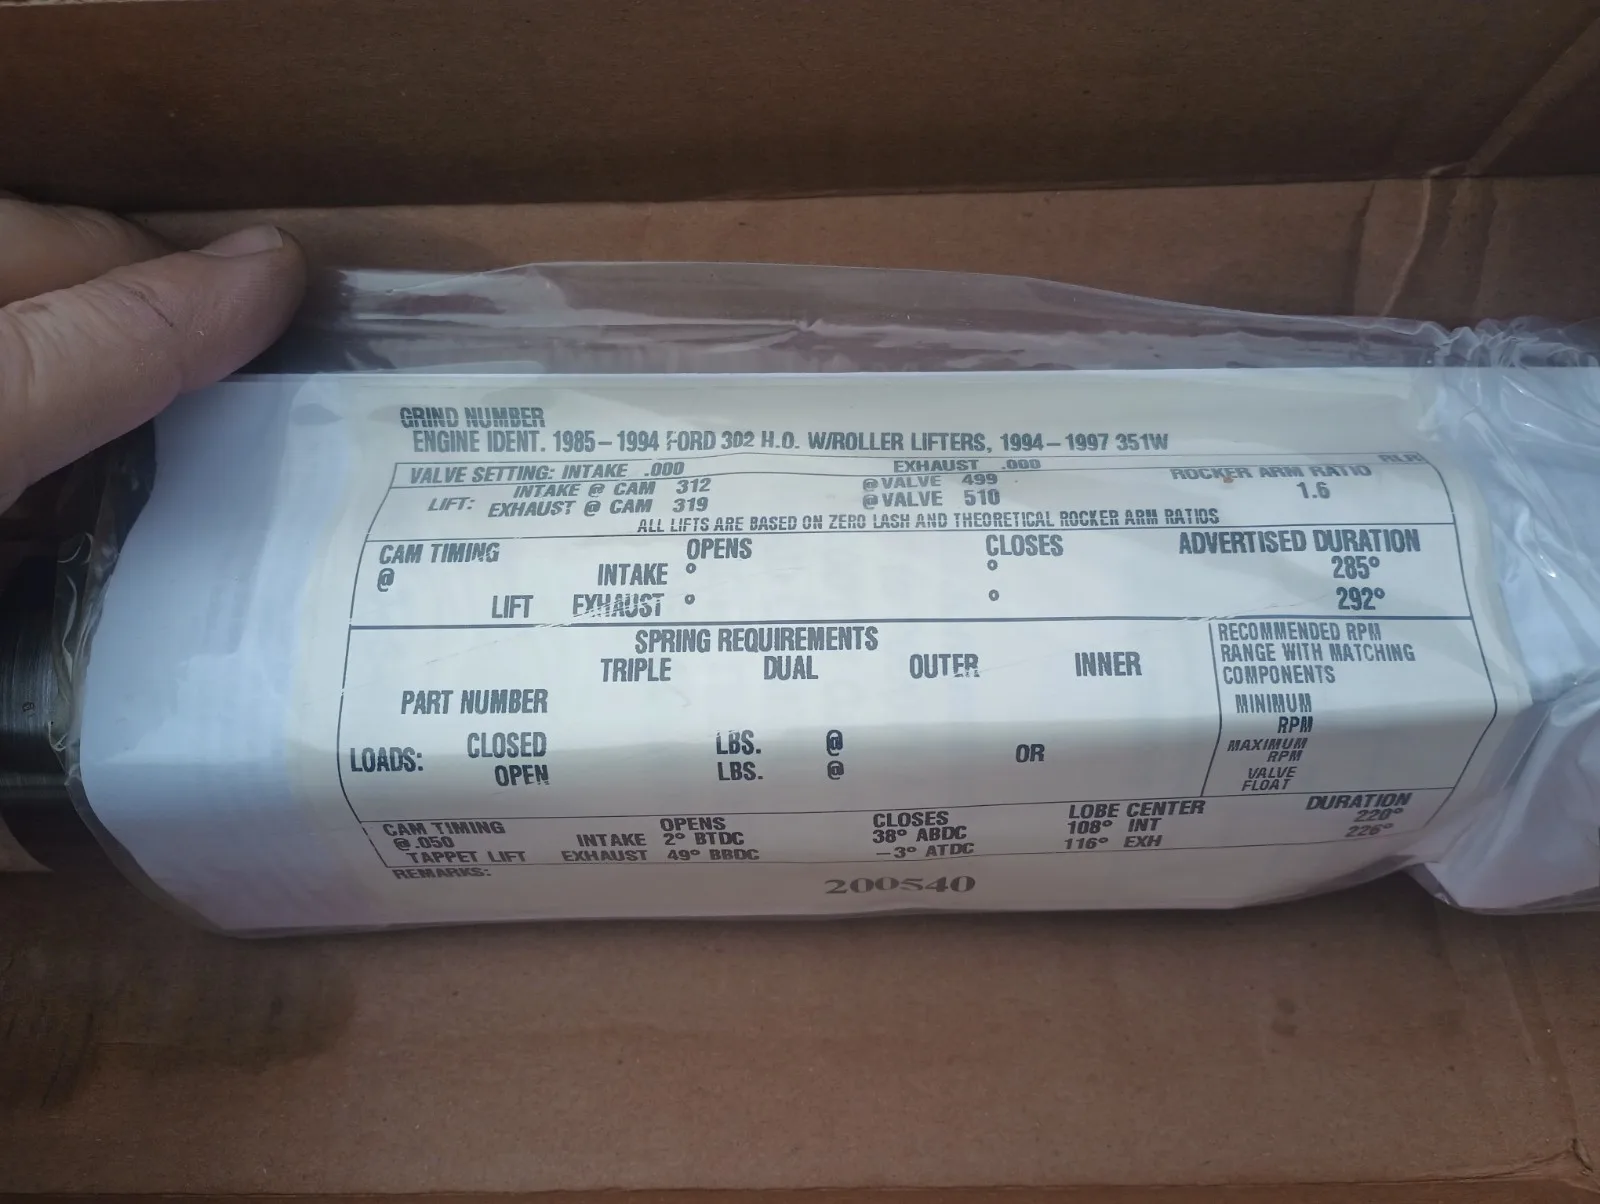 GRIND NUMBER
ENGINE IDENT. 1985-1994 FORD 302 H.O. W/ROLLER LIFTERS, 1994-1997 351W
RLB
VALVE SETTING: INTAKE .000 EXHAUST .000 ROCKER ARM RATIO
LIFT: INTAKE @ CAM 312 @ VALVE 499 1.6
EXHAUST @ CAM 319 @ VALVE 510
ALL LIFTS ARE BASED ON ZERO LASH AND THEORETICAL ROCKER ARM RATIOS
CAM TIMING OPENS CLOSES ADVERTISED DURATION
@ INTAKE ° ° 285°
LIFT EXHAUST ° ° 292°
SPRING REQUIREMENTS
TRIPLE DUAL OUTER INNER
PART NUMBER
LOADS: CLOSED LBS. @ OR
OPEN LBS. @
RECOMMENDED RPM
RANGE WITH MATCHING
COMPONENTS
MINIMUM
RPM
MAXIMUM
RPM
VALVE
FLOAT
CAM TIMING OPENS CLOSES LOBE CENTER DURATION
@ .050 INTAKE 2° BTDC 38° ABDC 108° INT 220°
TAPPET LIFT EXHAUST 49° BBDC -3° ATDC 116° EXH 226°
REMARKS:
200540